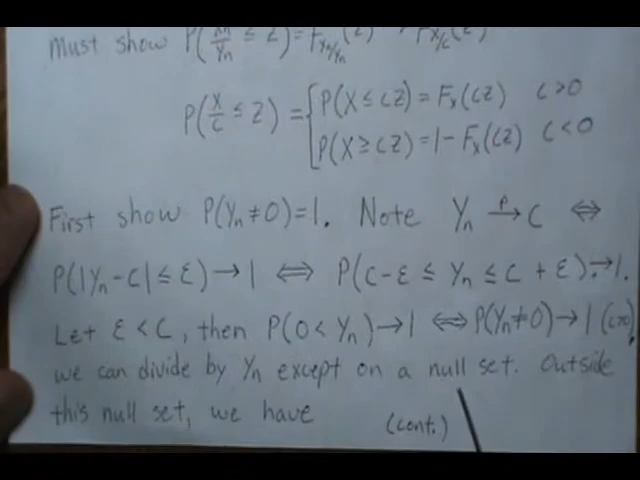 Must show P(Xn/Yn ≤ z) = F_{Xn/Yn}(z) → F_{X/c}(z)
P(X/c ≤ z) = { P(X ≤ cz) = F_X(cz) c>0
P(X ≥ cz) = 1 - F_X(cz) c<0
First show P(Yn ≠ 0) = 1. Note Yn →^P c ⇔
P(|Yn - c| ≤ ε) → 1 ⇔ P(c - ε ≤ Yn ≤ c + ε) → 1.
Let ε < c, then P(0 < Yn) → 1 ⇔ P(Yn ≠ 0) → 1 (c>0).
we can divide by Yn except on a null set. Outside
this null set, we have (cont.)